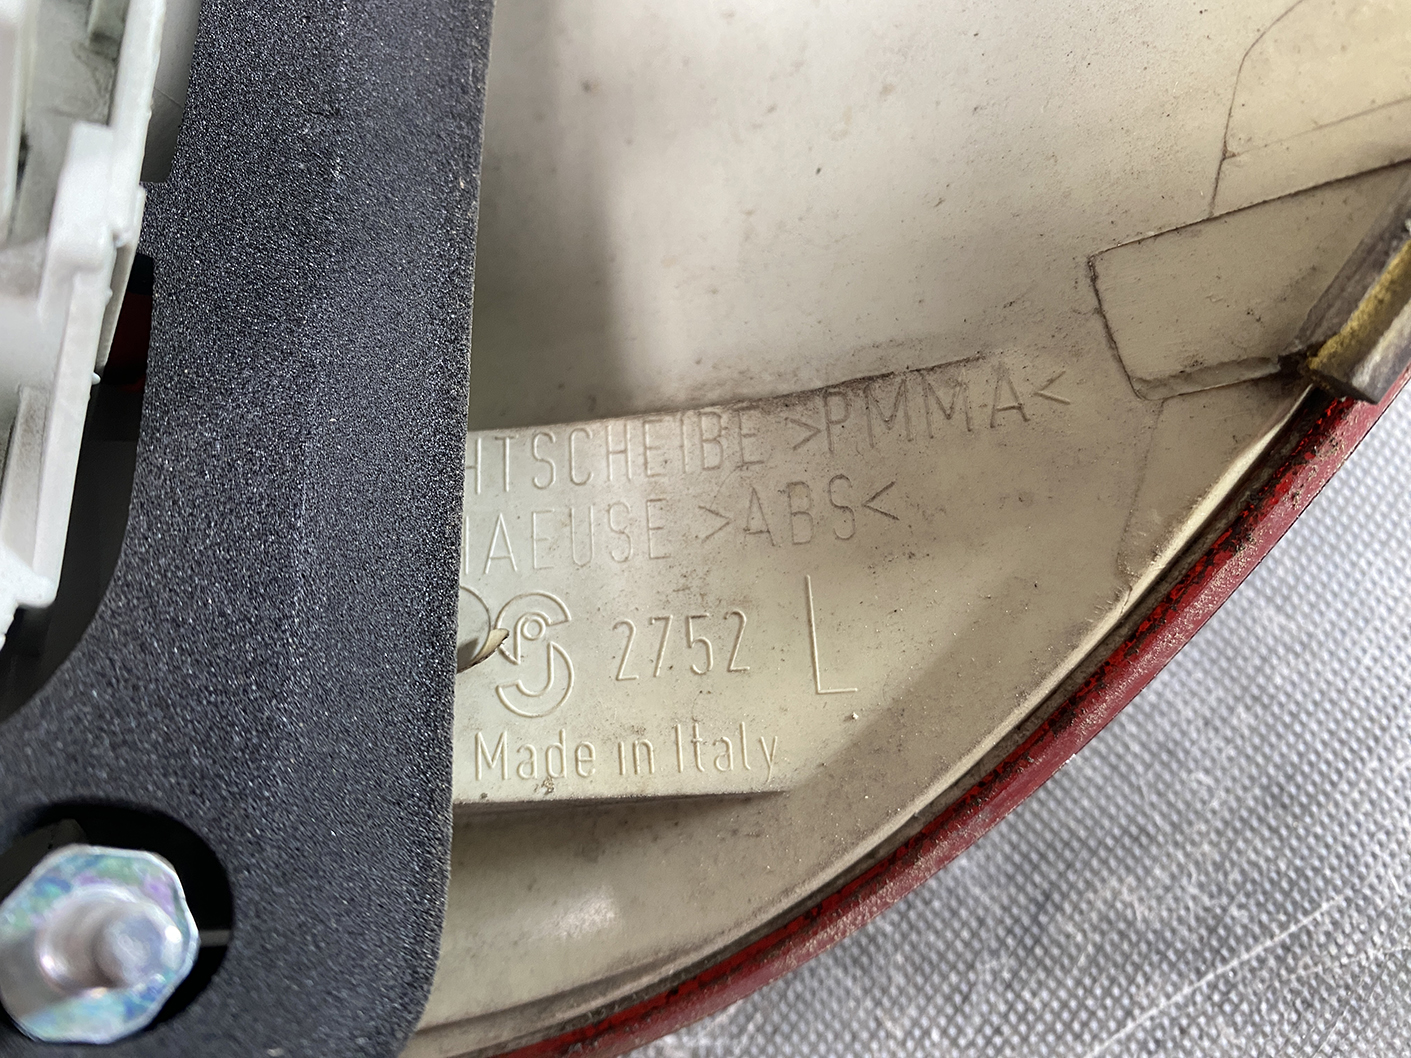 HTSCHEIBE >PMMA<
HAEUSE >ABS<
2752 L
Made in Italy